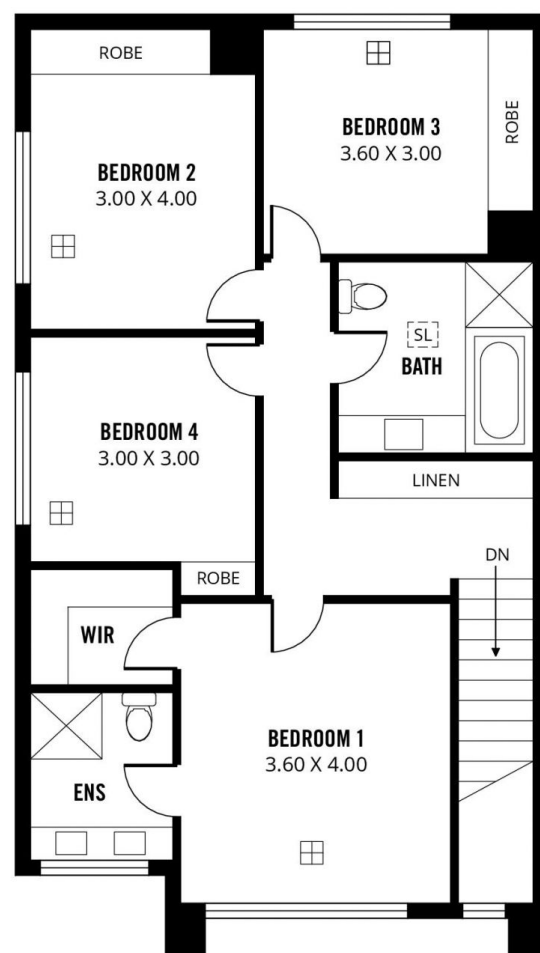 ROBE
BEDROOM 2
3.00 X 4.00
BEDROOM 3
3.60 X 3.00
ROBE
SL
BATH
BEDROOM 4
3.00 X 3.00
LINEN
DN
ROBE
WIR
BEDROOM 1
3.60 X 4.00
ENS